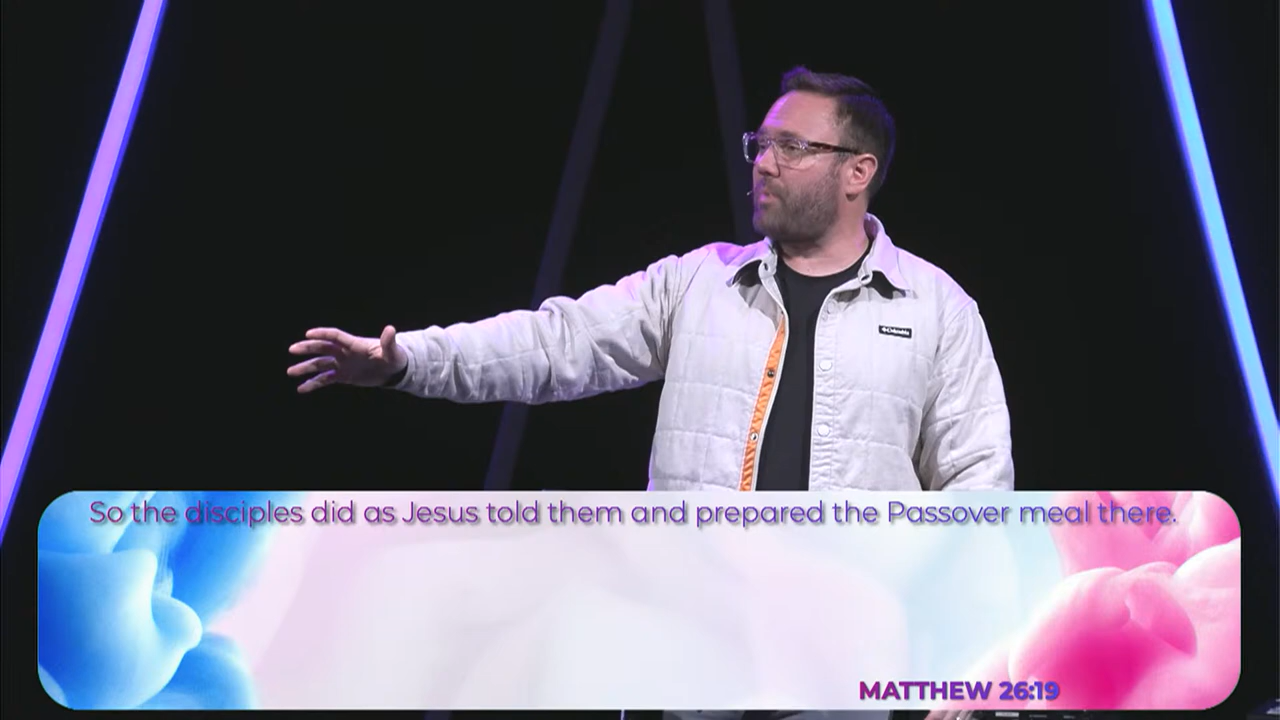 Columbia
So the disciples did as Jesus told them and prepared the Passover meal there.
MATTHEW 26:19